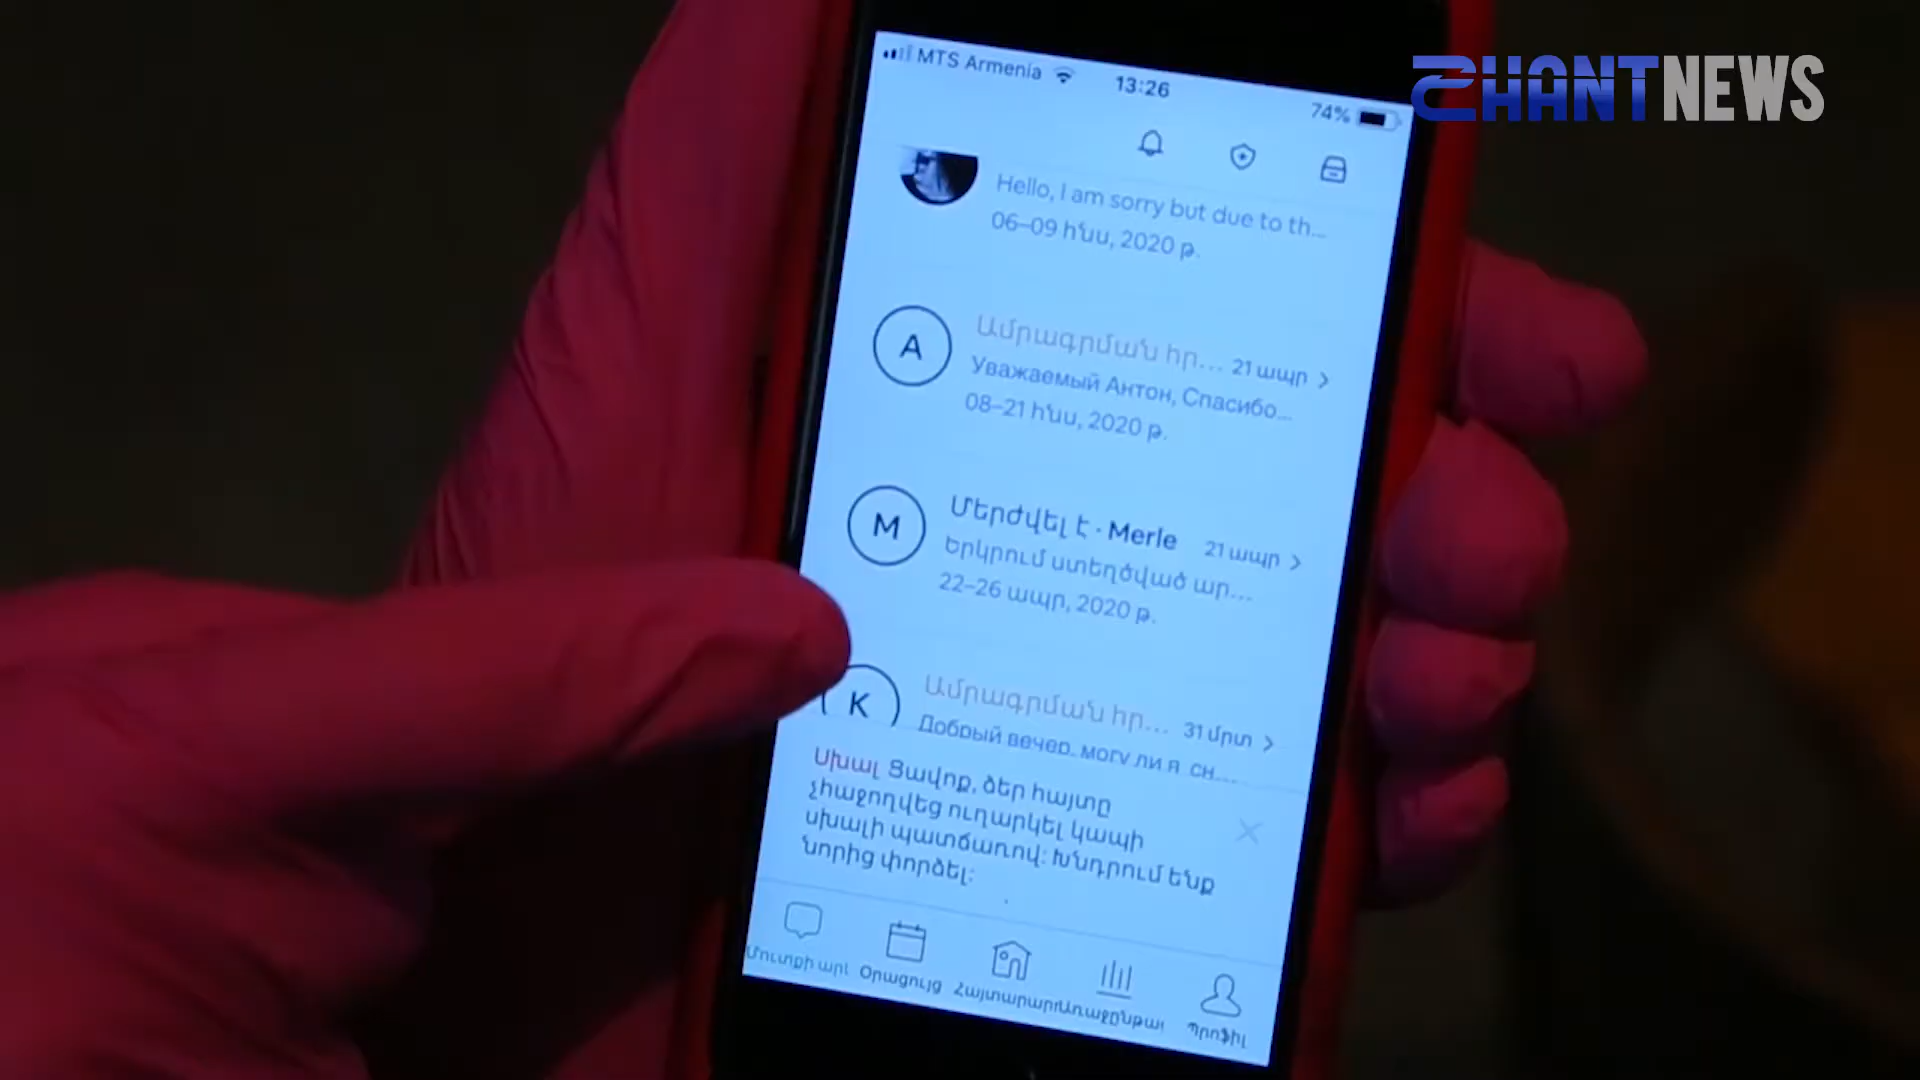 MTS Armenia 13:26 74%
ՇHANTNEWS
Hello, I am sorry but due to th...
06–09 հնս, 2020 թ.
A
Ամրագրման հր... 21 ապր
Уважаемый Антон, Спасибо...
08–21 հնս, 2020 թ.
M
Մերժվել է · Merle 21 ապր
Երկրում ստեղծված ար...
22–26 ապր, 2020 թ.
K
Ամրագրման հր... 31 մրտ
Добрый вечер, могу ли я сн...
Սխալ Ցավոք, ձեր հայտը
չհաջողվեց ուղարկել կապի
սխալի պատճառով: Խնդրում ենք
նորից փորձել:
Մուտքի արկ Օրացույց Հայտարարո Առաջընթաց Պրոֆիլ